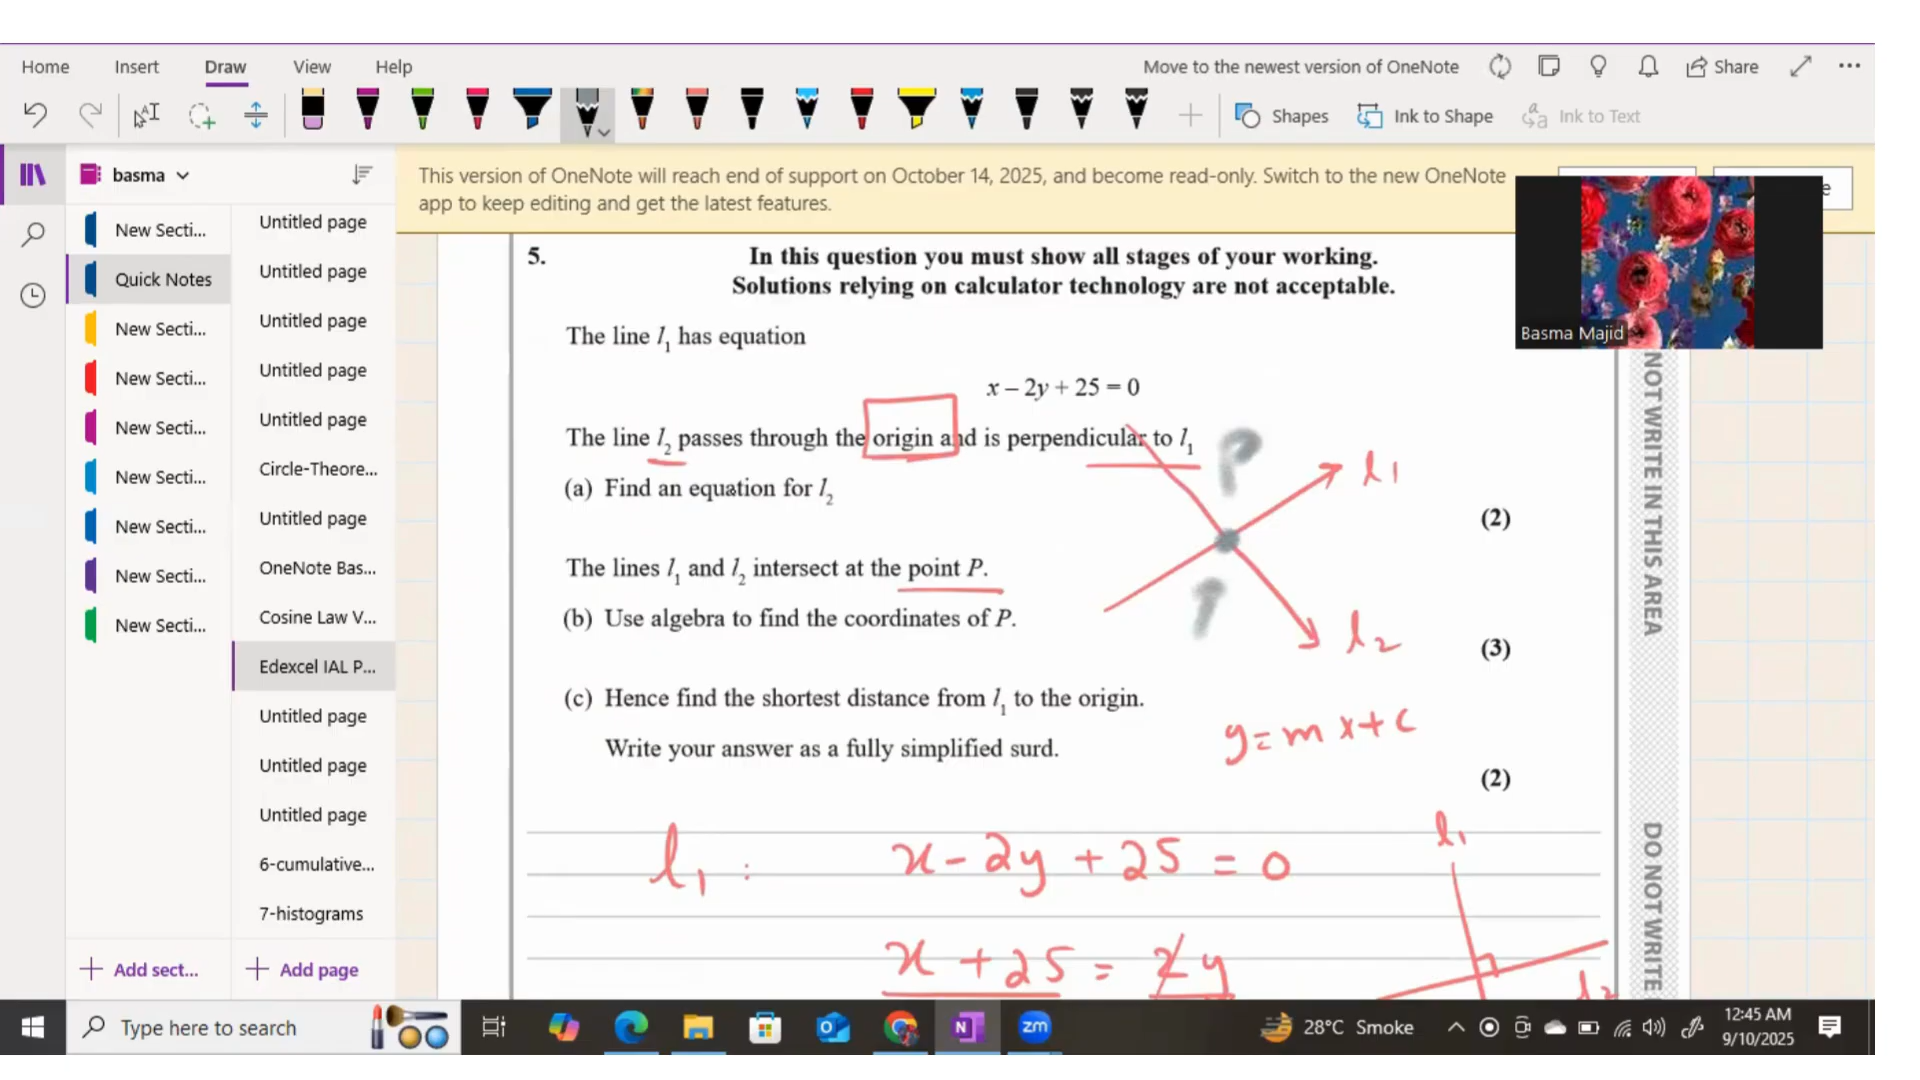 Home Insert Draw View Help Move to the newest version of OneNote Share
Shapes Ink to Shape Ink to Text
basma
This version of OneNote will reach end of support on October 14, 2025, and become read-only. Switch to the new OneNote
app to keep editing and get the latest features.
New Secti...
Quick Notes
New Secti...
New Secti...
New Secti...
New Secti...
New Secti...
New Secti...
New Secti...
Add sect...
Untitled page
Untitled page
Untitled page
Untitled page
Untitled page
Circle-Theore...
Untitled page
OneNote Bas...
Cosine Law V...
Edexcel IAL P...
Untitled page
Untitled page
Untitled page
6-cumulative...
7-histograms
Add page
Basma Majid
5. In this question you must show all stages of your working.
Solutions relying on calculator technology are not acceptable.
The line l₁ has equation
x – 2y + 25 = 0
The line l₂ passes through the origin and is perpendicular to l₁
(a) Find an equation for l₂
(2)
The lines l₁ and l₂ intersect at the point P.
(b) Use algebra to find the coordinates of P.
(3)
(c) Hence find the shortest distance from l₁ to the origin.
Write your answer as a fully simplified surd.
(2)
P
l1
P
l2
y = mx + c
l₁ : x - 2y + 25 = 0
x + 25 = 2y
l₁
l₂
NOT WRITE IN THIS AREA
DO NOT WRITE
Type here to search
zm
28°C Smoke
12:45 AM
9/10/2025